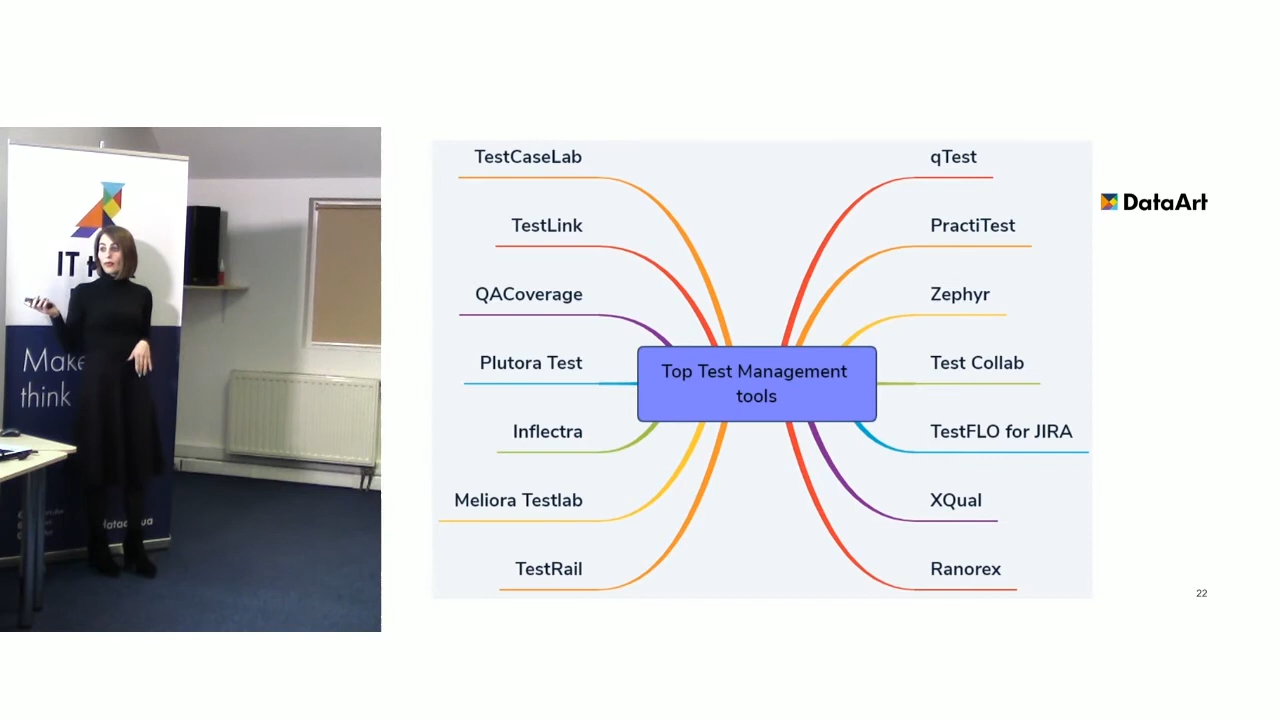 IT
Make
think
TestCaseLab
TestLink
QACoverage
Plutora Test
Inflectra
Meliora Testlab
TestRail
Top Test Management
tools
qTest
PractiTest
Zephyr
Test Collab
TestFLO for JIRA
XQual
Ranorex
DataArt
22